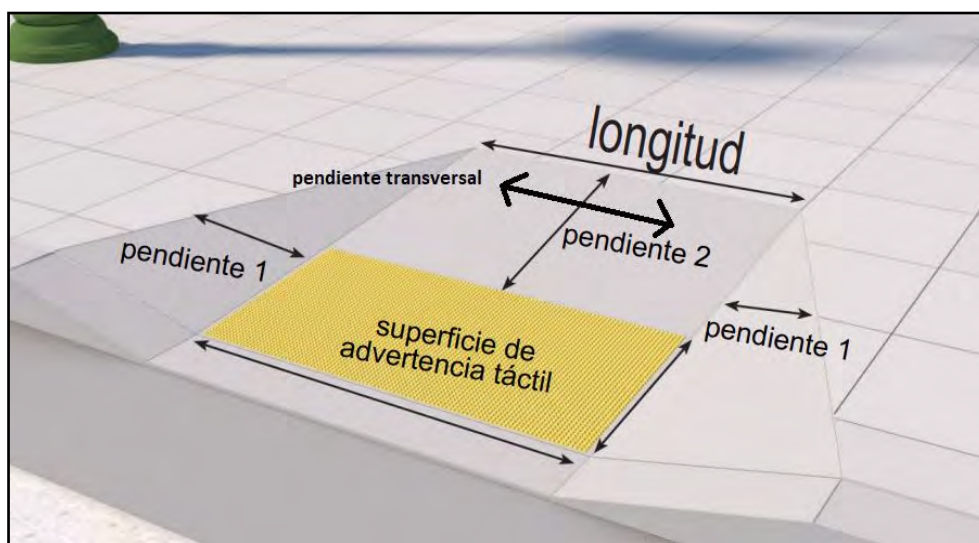 longitud
pendiente transversal
pendiente 1
pendiente 2
pendiente 1
superficie de
advertencia táctil